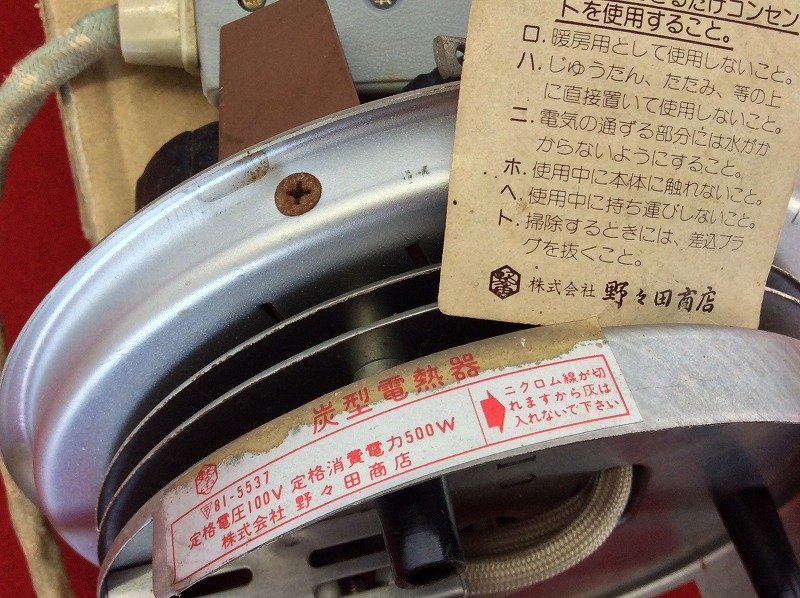 るだけコンセン
トを使用すること。
ロ. 暖房用として使用しないこと。
ハ. じゅうたん、たたみ、等の上
に直接置いて使用しないこと。
ニ. 電気の通ずる部分には水がか
からないようにすること。
ホ. 使用中に本体に触れないこと。
ヘ. 使用中に持ち運びしないこと。
ト. 掃除するときには、差込プラ
グを抜くこと。
株式会社 野々田商店
炭型電熱器
ニクロム線が切
れますから灰は
入れないで下さい
81-5537
定格電圧100V 定格消費電力500W
株式会社 野々田商店